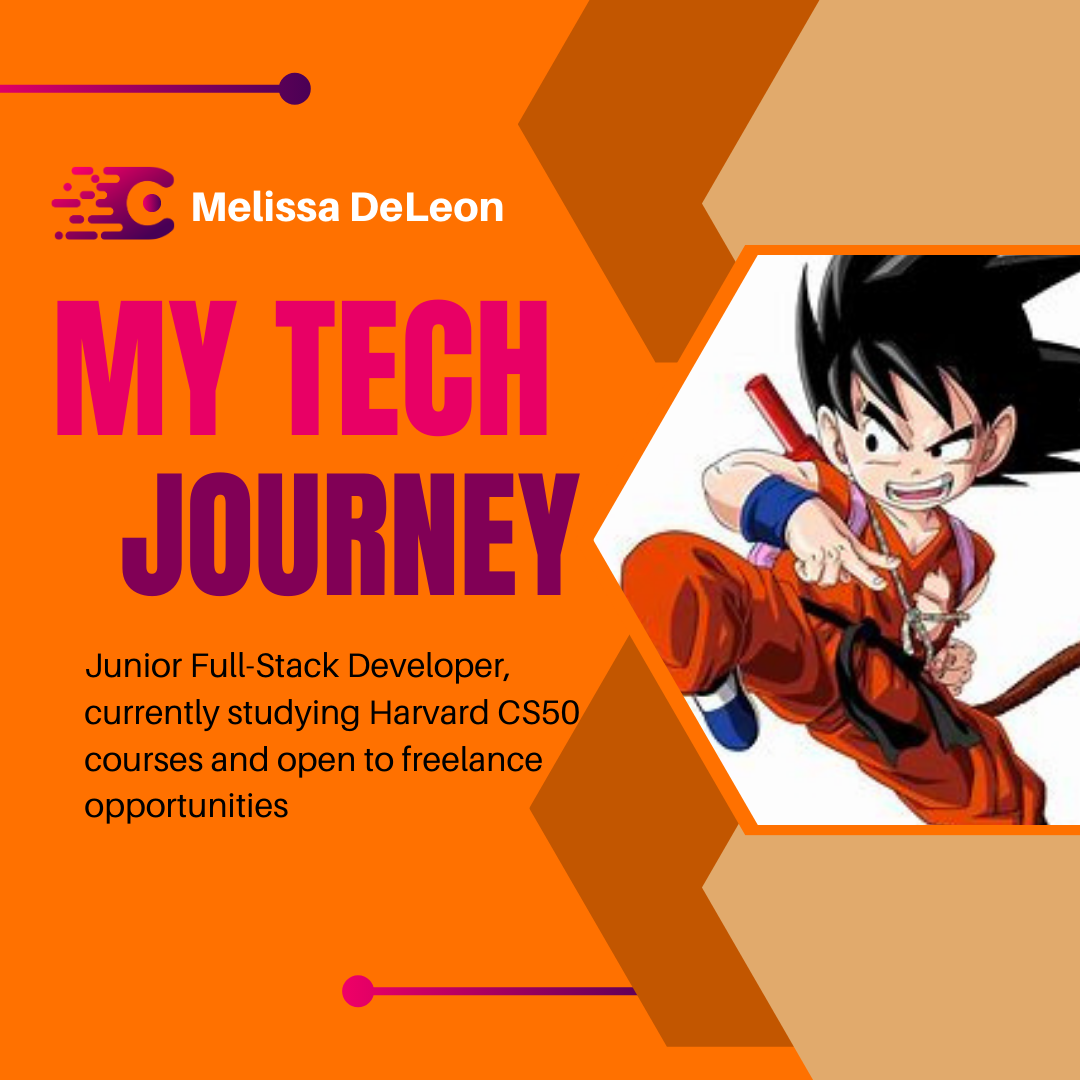 Melissa DeLeon
MY TECH
JOURNEY
Junior Full-Stack Developer,
currently studying Harvard CS50
courses and open to freelance
opportunities